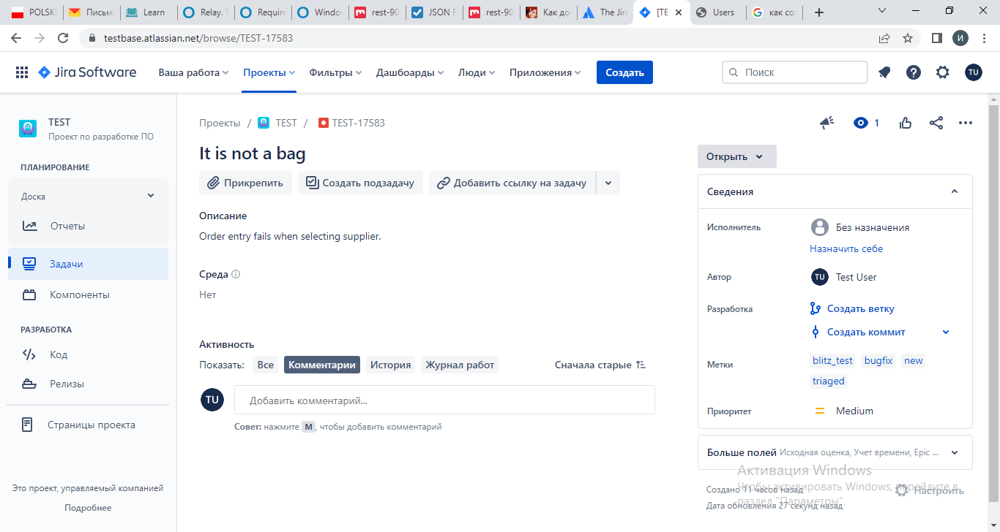 POLSKI
Письмо
Learn
Relay. T
Require
Windo
rest-90
JSON F
rest-90
Как до
The Jira
[TE
Users
как со
testbase.atlassian.net/browse/TEST-17583
И
Jira Software
Ваша работа
Проекты
Фильтры
Дашбоарды
Люди
Приложения
Создать
Поиск
TU
TEST
Проект по разработке ПО
ПЛАНИРОВАНИЕ
Доска
Отчеты
Задачи
Компоненты
РАЗРАБОТКА
Код
Релизы
Страницы проекта
Это проект, управляемый компанией
Подробнее
Проекты / TEST / TEST-17583
1
It is not a bag
Прикрепить
Создать подзадачу
Добавить ссылку на задачу
Описание
Order entry fails when selecting supplier.
Среда
Нет
Активность
Показать: Все Комментарии История Журнал работ Сначала старые
TU
Добавить комментарий...
Совет: нажмите M, чтобы добавить комментарий
Открыть
Сведения
Исполнитель
Без назначения
Назначить себе
Автор
TU Test User
Разработка
Создать ветку
Создать коммит
Метки
blitz_test bugfix new
triaged
Приоритет
Medium
Больше полей Исходная оценка, Учет времени, Epic ...
Активация Windows
Чтобы активировать Windows, перейдите в
раздел "Параметры".
Создано 11 часов назад
Настроить
Дата обновления 27 секунд назад